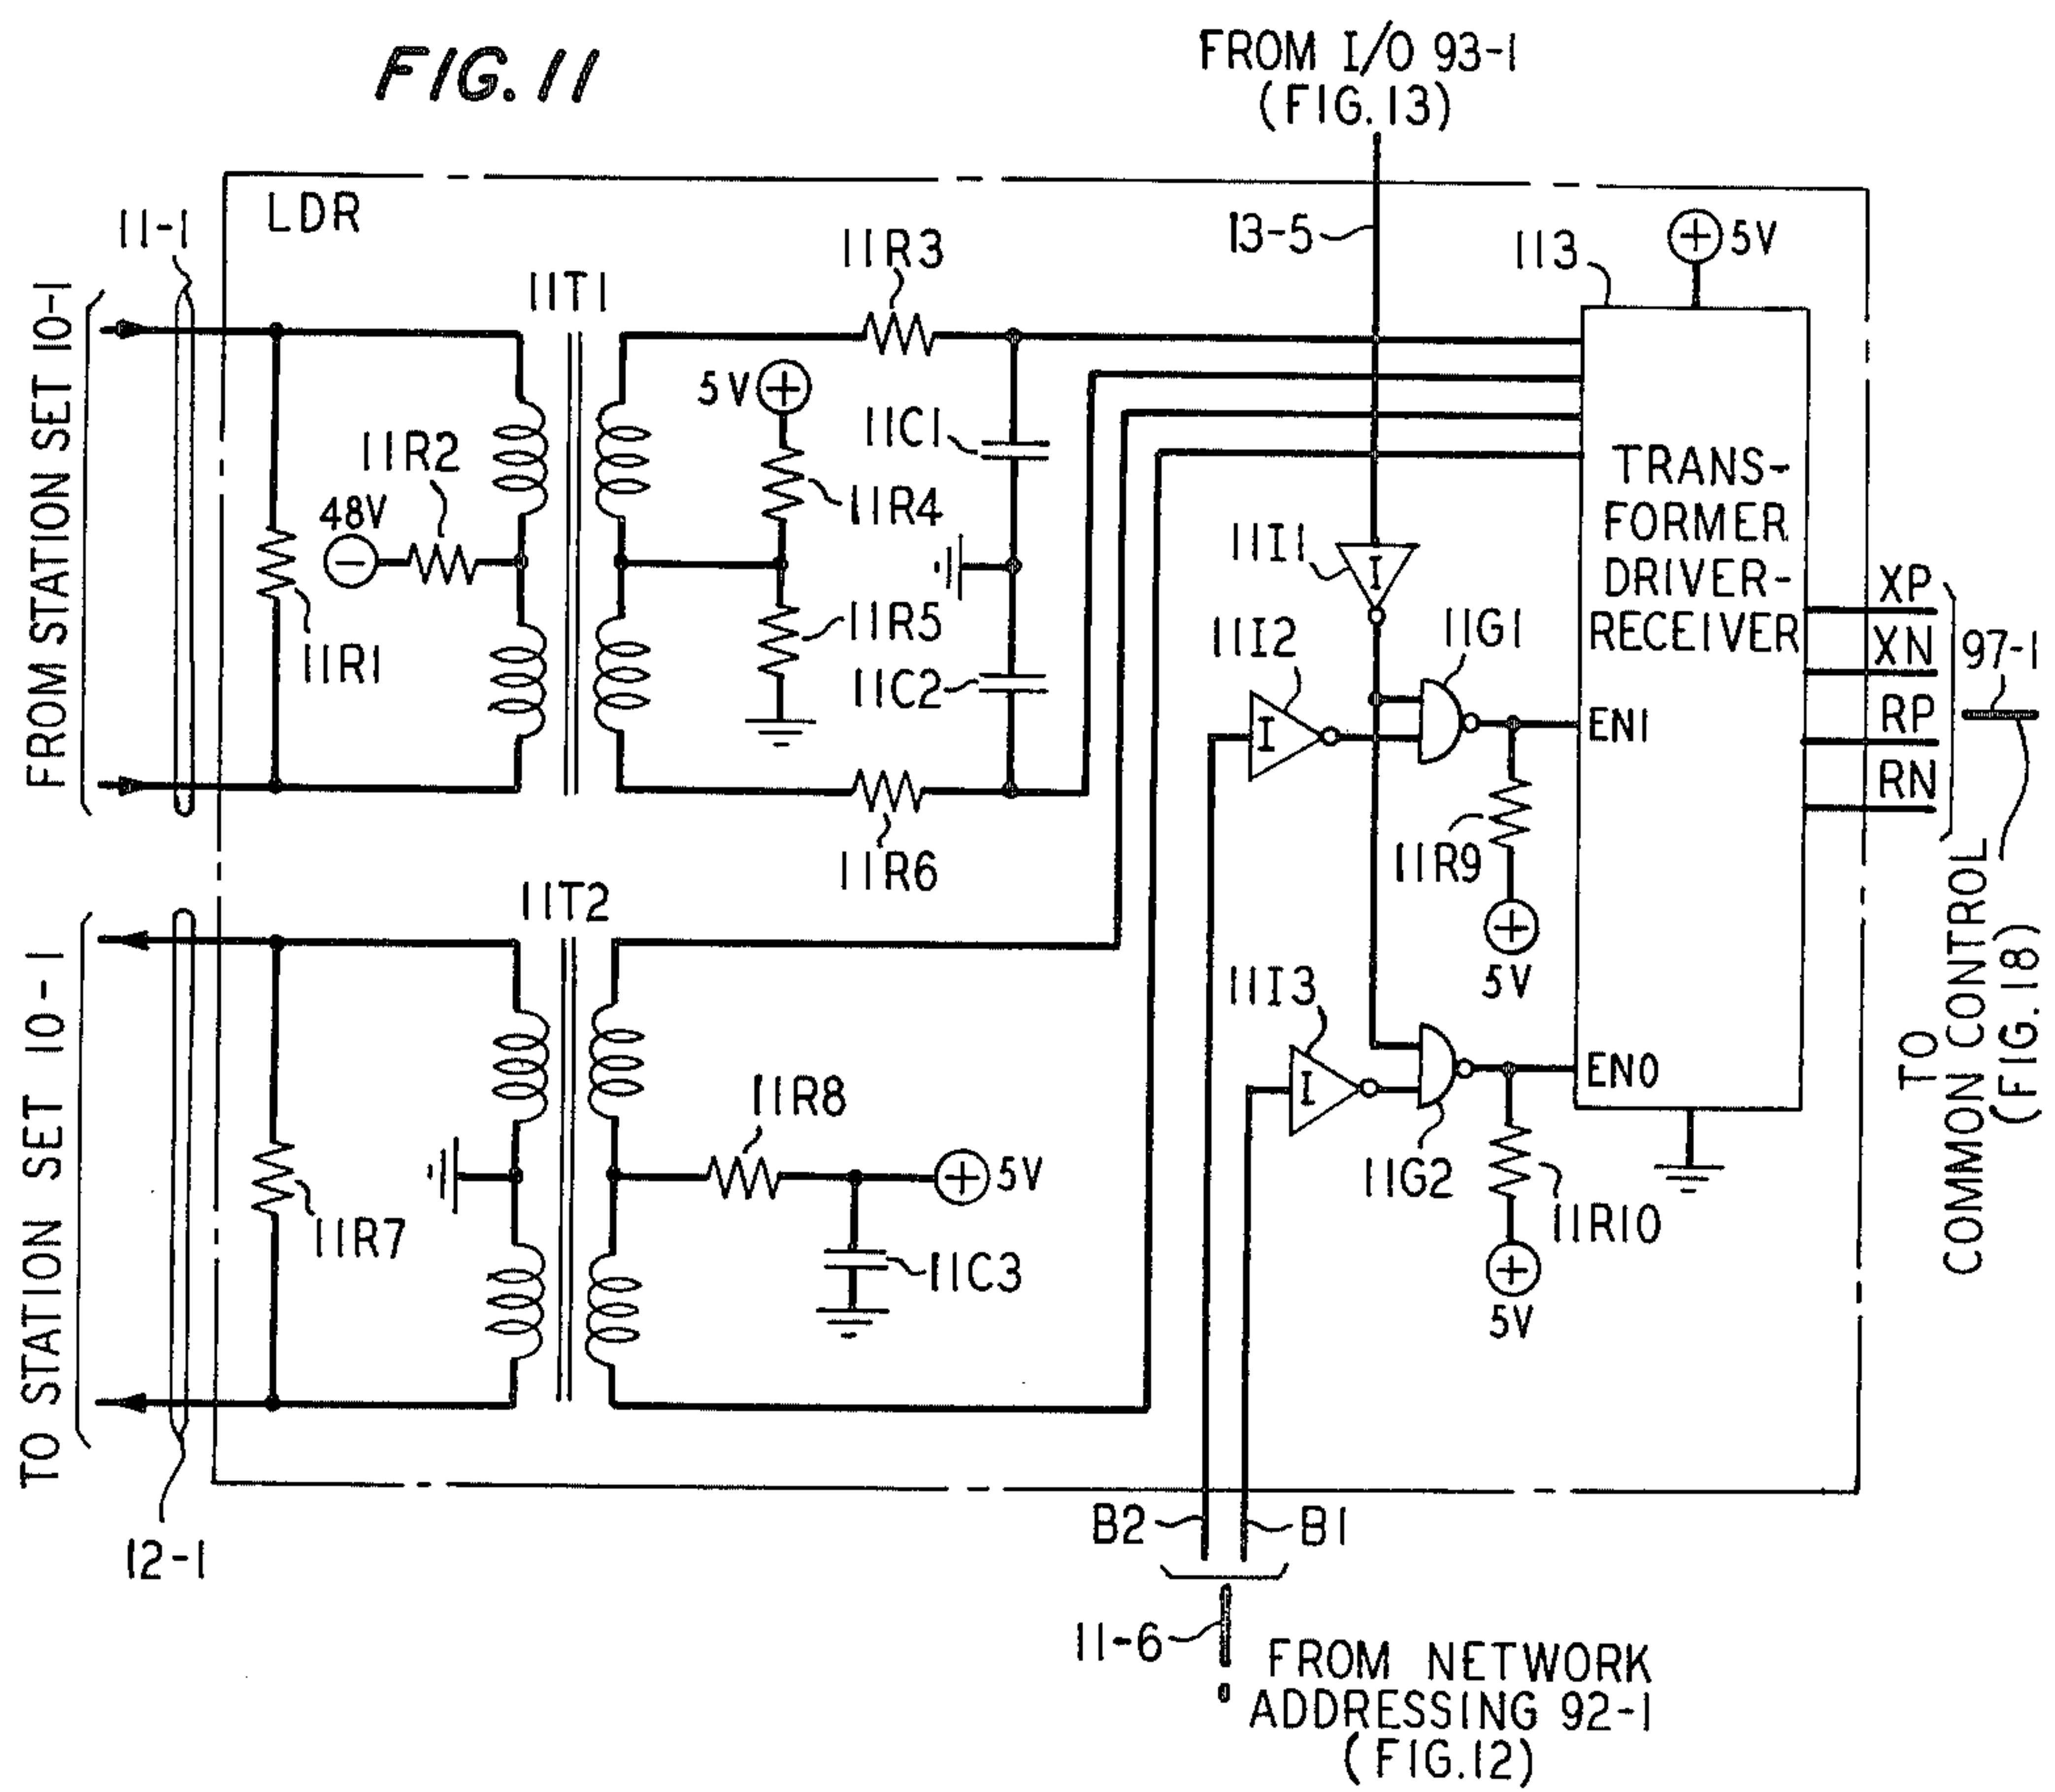 FIG. 11
FROM I/O 93-1
(FIG. 13)
LDR
11-1
13-5
113
5V
11T1
11R3
FROM STATION SET 10-1
11R2
48V
11R1
5V
11R4
11R5
11C1
11C2
11R6
11I1
I
11I2
I
11G1
TRANS-
FORMER
DRIVER-
RECEIVER
EN1
XP
XN
RP
RN
97-1
TO
COMMON CONTROL
(FIG. 18)
11R9
5V
TO STATION SET 10-1
11T2
11R7
11R8
5V
11C3
11I3
I
11G2
EN0
11R10
5V
12-1
B2
B1
11-6
FROM NETWORK
ADDRESSING 92-1
(FIG. 12)